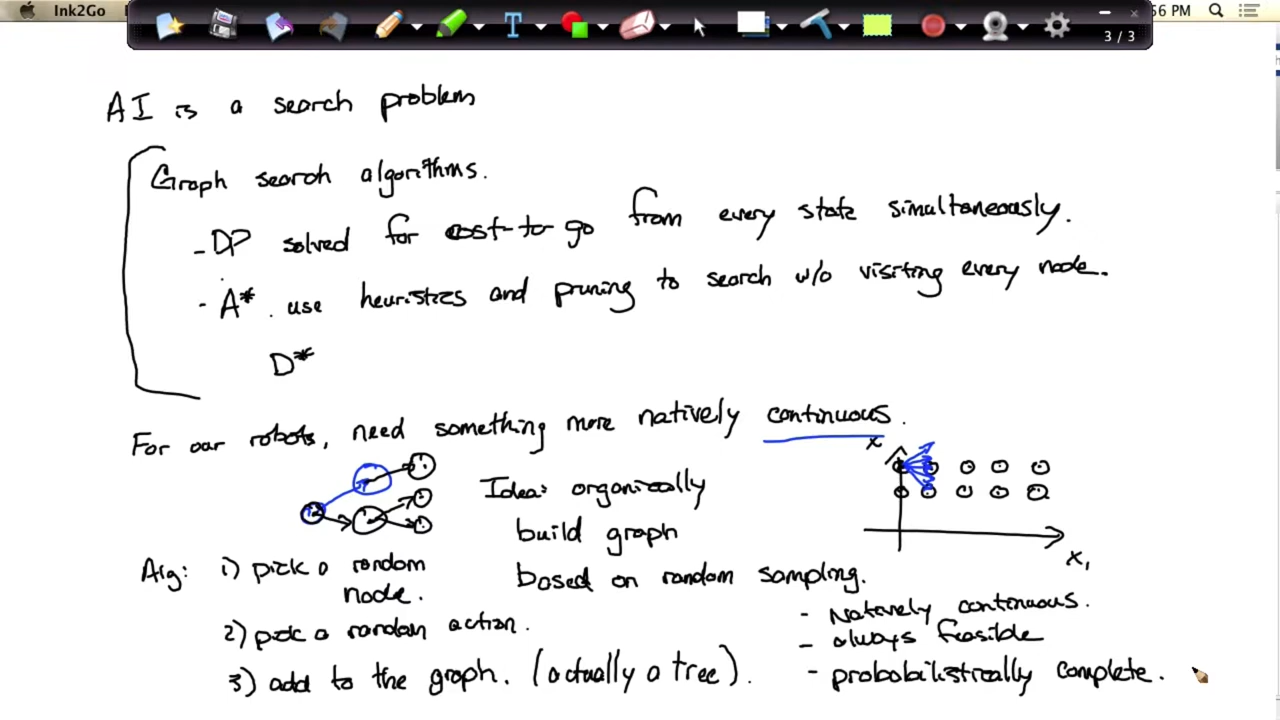 Ink2Go
56 PM
3 / 3
AI is a search problem
Graph search algorithms.
- DP solved for cost-to-go from every state simultaneously.
- A* . use heuristics and pruning to search w/o visiting every node.
D*
For our robots, need something more natively continuous.
x
Idea: organically
build graph
based on random sampling.
x₁
Alg: 1) pick a random
node.
2) pick a random action.
3) add to the graph. (actually a tree).
- Natively continuous.
- always feasible
- probabilistically complete.